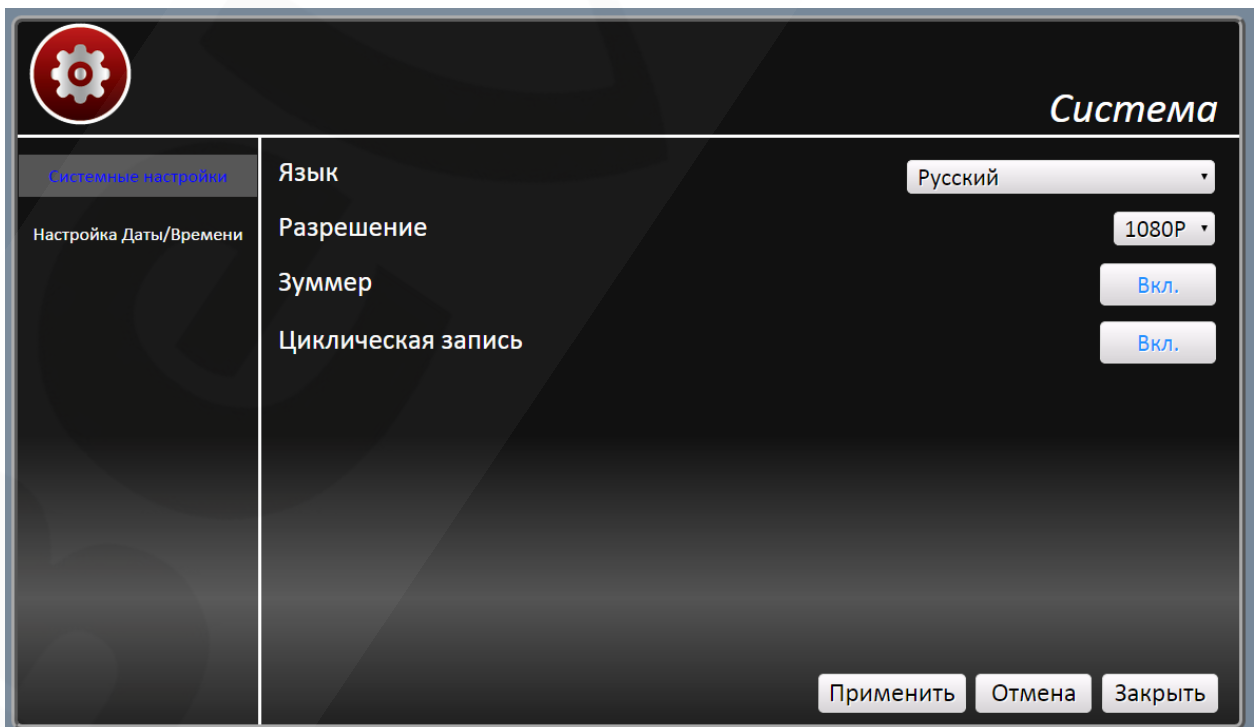 Система
Системные настройки
Настройка Даты/Времени
Язык Русский
Разрешение 1080P
Зуммер Вкл.
Циклическая запись Вкл.
Применить Отмена Закрыть